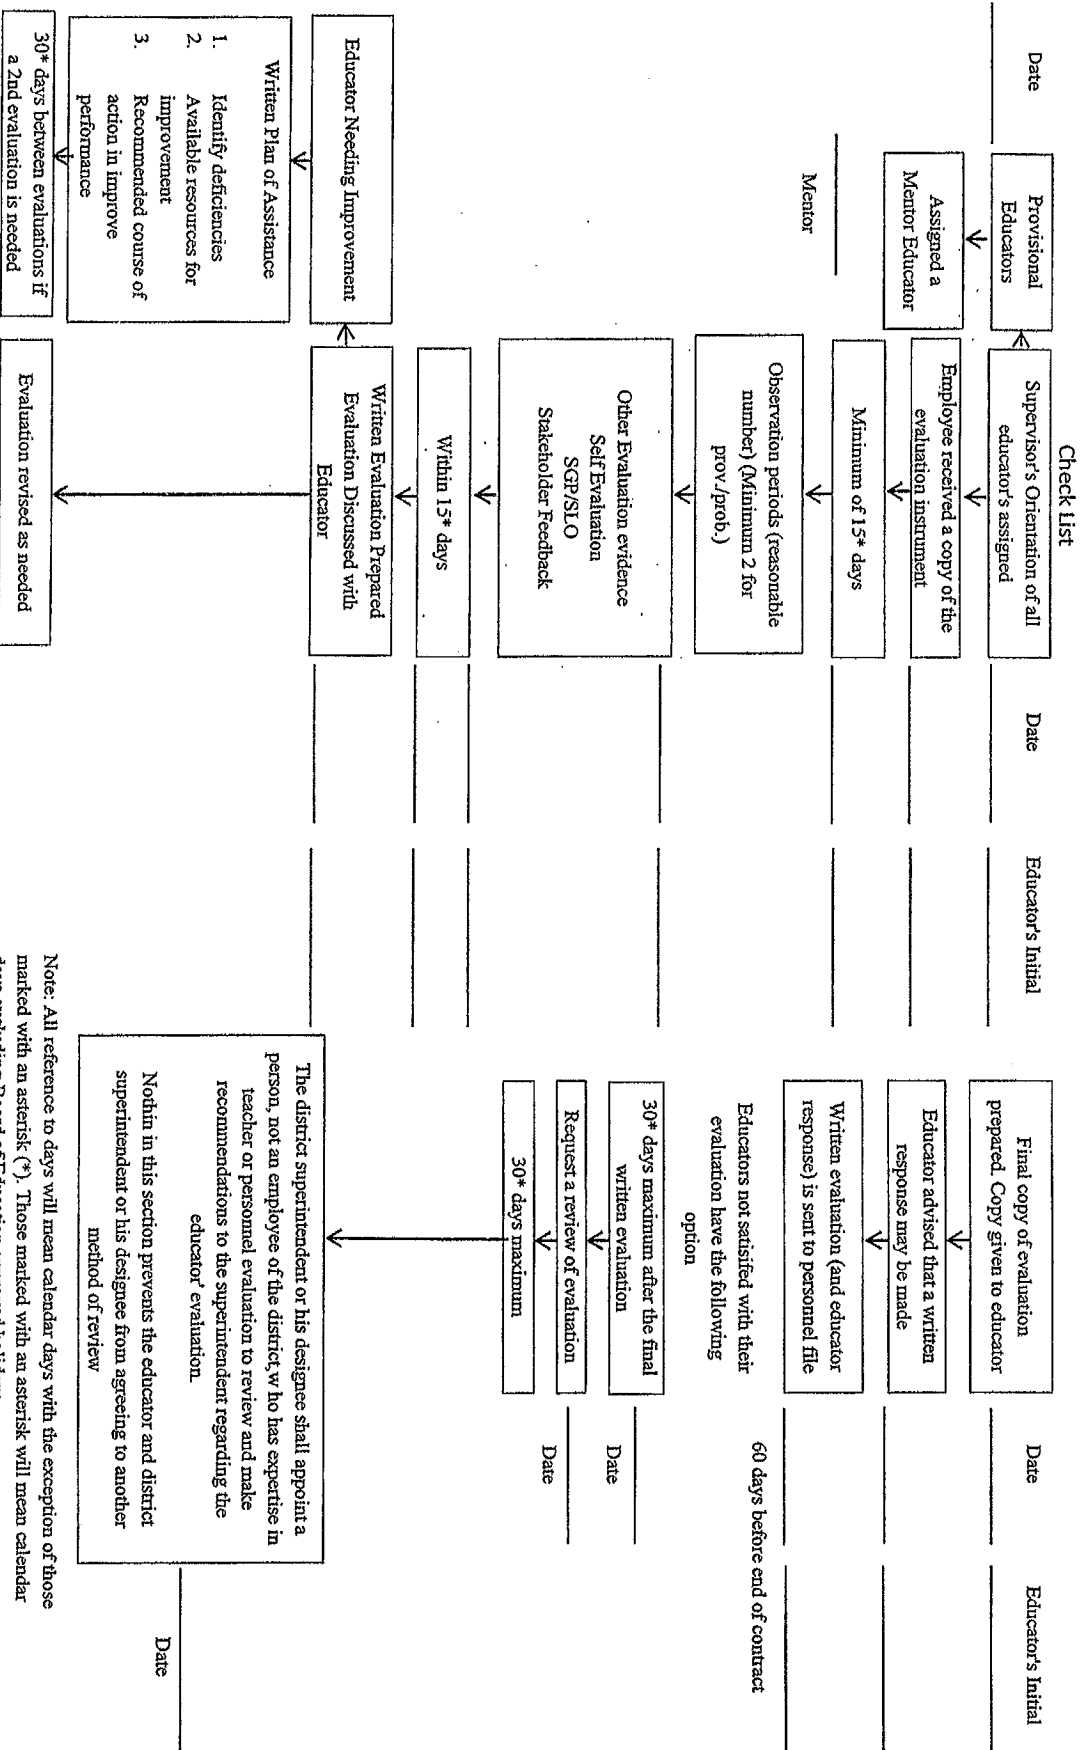 Check List
Date
Provisional
Educators
Assigned a
Mentor Educator
Mentor
Supervisor's Orientation of all
educator's assigned
Employee received a copy of the
evaluation instrument
Minimum of 15* days
Observation periods (reasonable
number) (Minimum 2 for
prov./prob.)
Other Evaluation evidence
Self Evaluation
SGP/SLO
Stakeholder Feedback
Within 15* days
Written Evaluation Prepared
Evaluation Discussed with
Educator
Educator Needing Improvement
Written Plan of Assistance
1. Identify deficiencies
2. Available resources for
improvement
3. Recommended course of
action in improve
performance
30* days between evaluations if
a 2nd evaluation is needed
Evaluation revised as needed
Date
Educator's Initial
Final copy of evaluation
prepared. Copy given to educator
Educator advised that a written
response may be made
Written evaluation (and educator
response) is sent to personnel file
Educators not satisifed with their
evaluation have the following
option
30* days maximum after the final
written evaluation
Request a review of evaluation
30* days maximum
The district superintendent or his designee shall appoint a
person, not an employee of the district,w ho has expertise in
teacher or personnel evaluation to review and make
recommendations to the superintendent regarding the
educator' evaluation.
Nothin in this section prevents the educator and district
superintendent or his designee from agreeing to another
method of review
Date
Educator's Initial
60 days before end of contract
Date
Date
Date
Note: All reference to days will mean calendar days with the exception of those
marked with an asterisk (*). Those marked with an asterisk will mean calendar